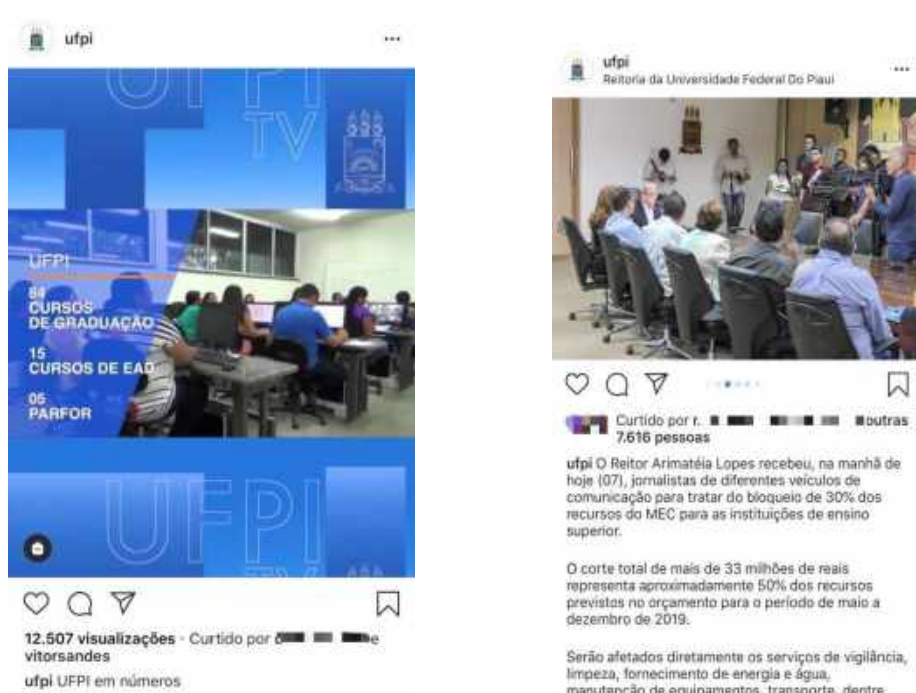 ufpi
UFPI
TV
UFPI
84
CURSOS
DE GRADUAÇÃO
15
CURSOS DE EAD
05
PARFOR
UFPI
TV
12.507 visualizações · Curtido por e
vitorsandes
ufpi UFPI em números
ufpi
Reitoria da Universidade Federal Do Piauí
Curtido por r. outras
7.616 pessoas
ufpi O Reitor Arimatéia Lopes recebeu, na manhã de
hoje (07), jornalistas de diferentes veículos de
comunicação para tratar do bloqueio de 30% dos
recursos do MEC para as instituições de ensino
superior.
O corte total de mais de 33 milhões de reais
representa aproximadamente 50% dos recursos
previstos no orçamento para o período de maio a
dezembro de 2019.
Serão afetados diretamente os serviços de vigilância,
limpeza, fornecimento de energia e água,
manutenção de equipamentos, transporte, dentre